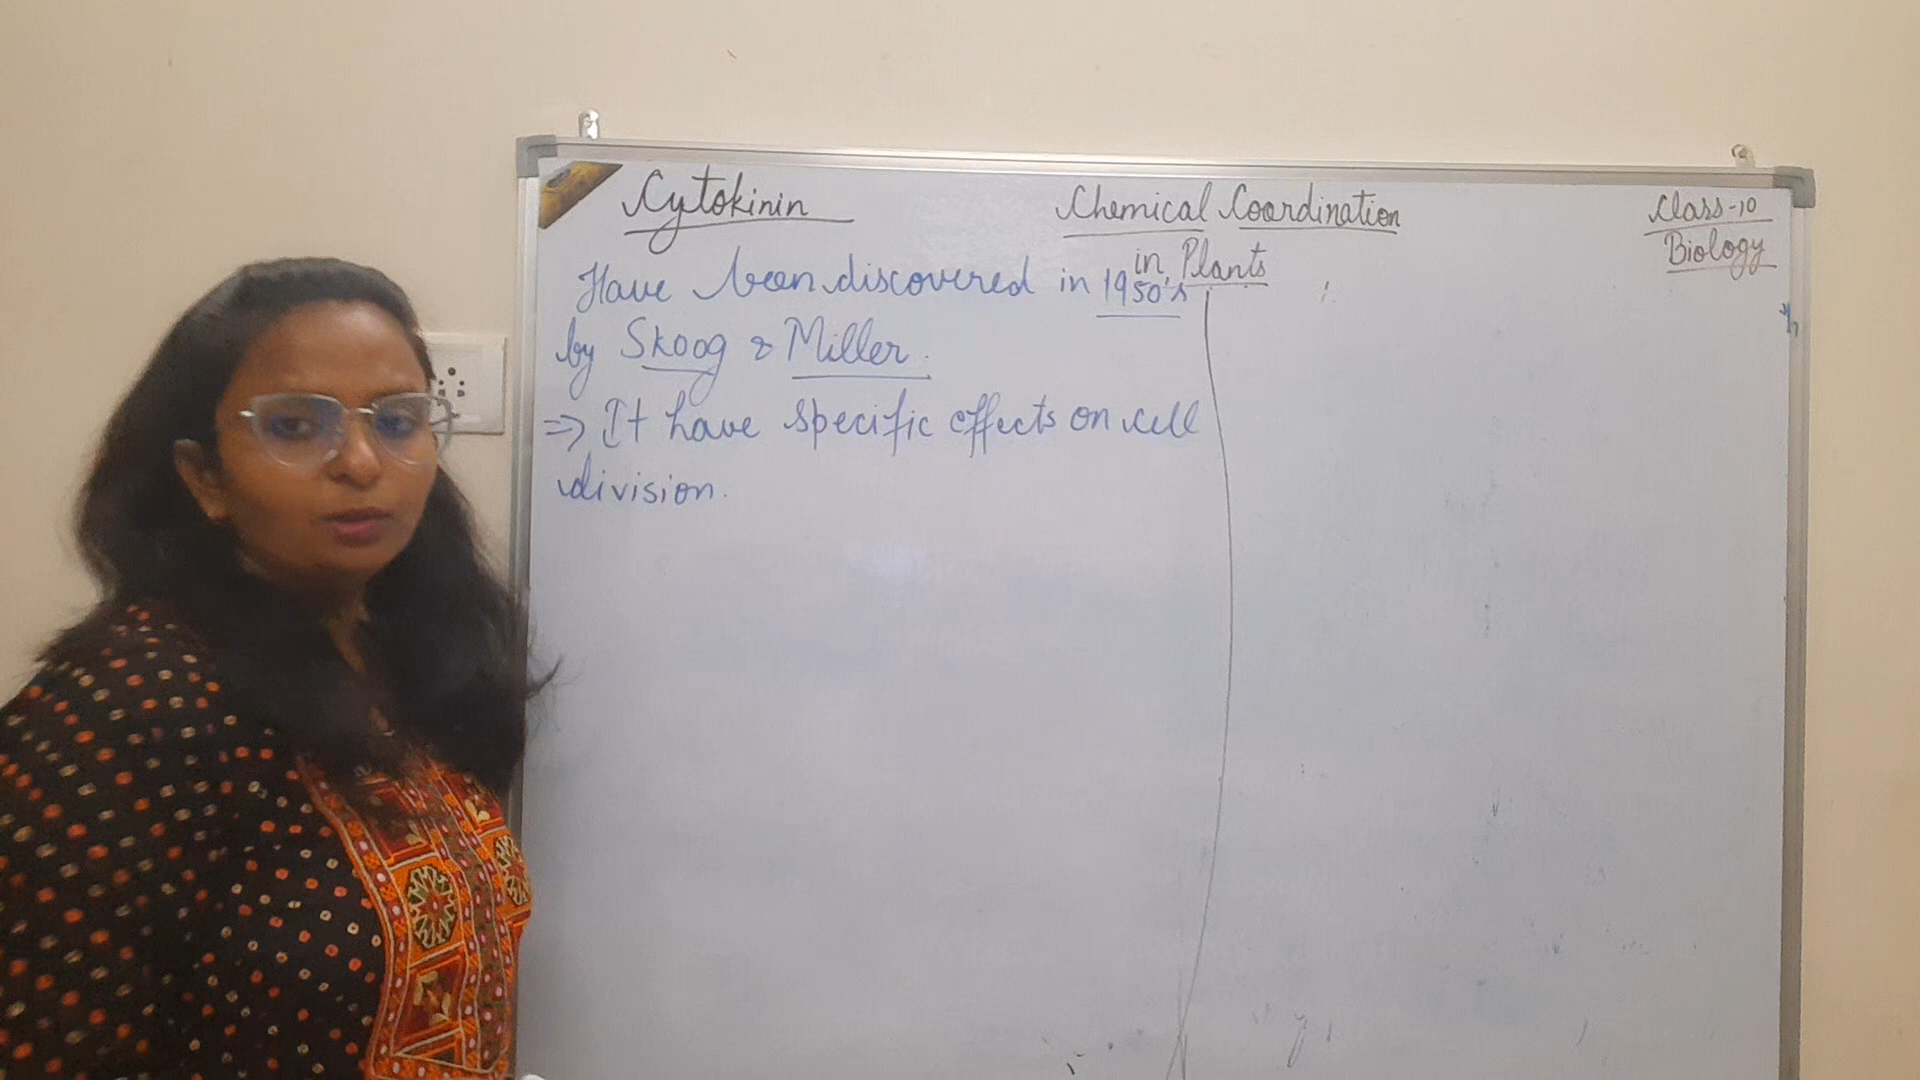 Cytokinin
Chemical Coordination
in Plants
Class-10
Biology
Have been discovered in 1950's
by Skoog & Miller.
⇒ It have specific effects on cell
division.